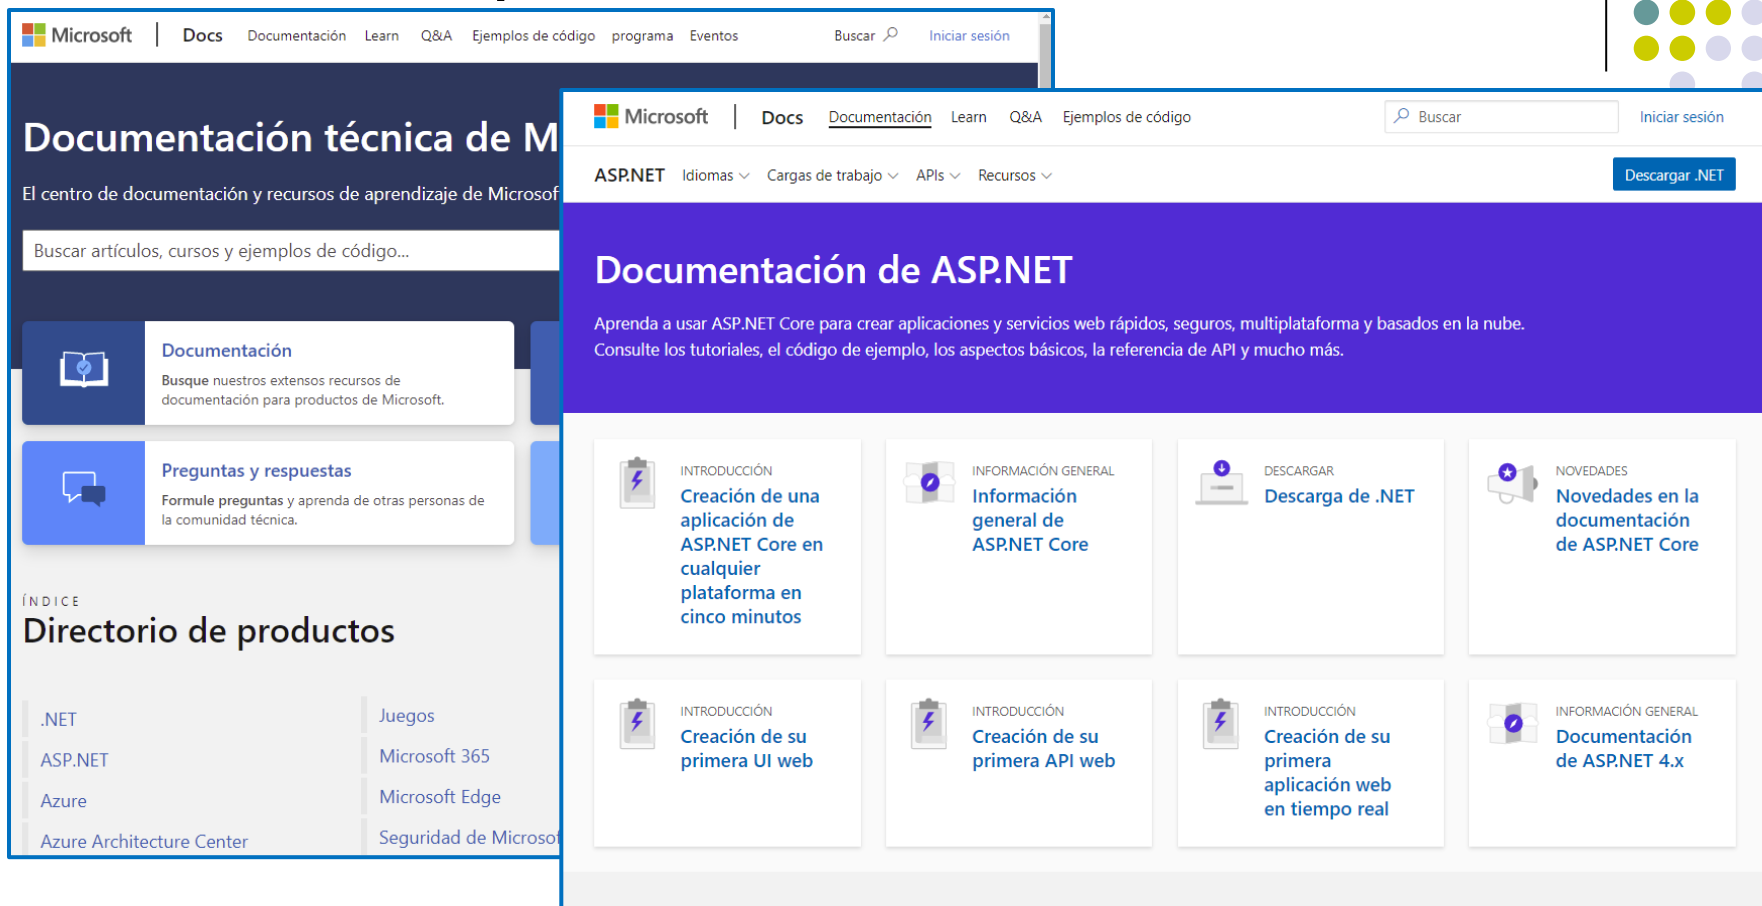 Microsoft Docs Documentación Learn Q&A Ejemplos de código programa Eventos Buscar Iniciar sesión
Documentación técnica de M
El centro de documentación y recursos de aprendizaje de Microsof
Buscar artículos, cursos y ejemplos de código...
Documentación
Busque nuestros extensos recursos de
documentación para productos de Microsoft.
Preguntas y respuestas
Formule preguntas y aprenda de otras personas de
la comunidad técnica.
ÍNDICE
Directorio de productos
.NET
ASP.NET
Azure
Azure Architecture Center
Juegos
Microsoft 365
Microsoft Edge
Seguridad de Microsof
Microsoft Docs Documentación Learn Q&A Ejemplos de código Buscar Iniciar sesión
ASP.NET Idiomas Cargas de trabajo APIs Recursos Descargar .NET
Documentación de ASP.NET
Aprenda a usar ASP.NET Core para crear aplicaciones y servicios web rápidos, seguros, multiplataforma y basados en la nube.
Consulte los tutoriales, el código de ejemplo, los aspectos básicos, la referencia de API y mucho más.
INTRODUCCIÓN
Creación de una
aplicación de
ASP.NET Core en
cualquier
plataforma en
cinco minutos
INFORMACIÓN GENERAL
Información
general de
ASP.NET Core
DESCARGAR
Descarga de .NET
NOVEDADES
Novedades en la
documentación
de ASP.NET Core
INTRODUCCIÓN
Creación de su
primera UI web
INTRODUCCIÓN
Creación de su
primera API web
INTRODUCCIÓN
Creación de su
primera
aplicación web
en tiempo real
INFORMACIÓN GENERAL
Documentación
de ASP.NET 4.x